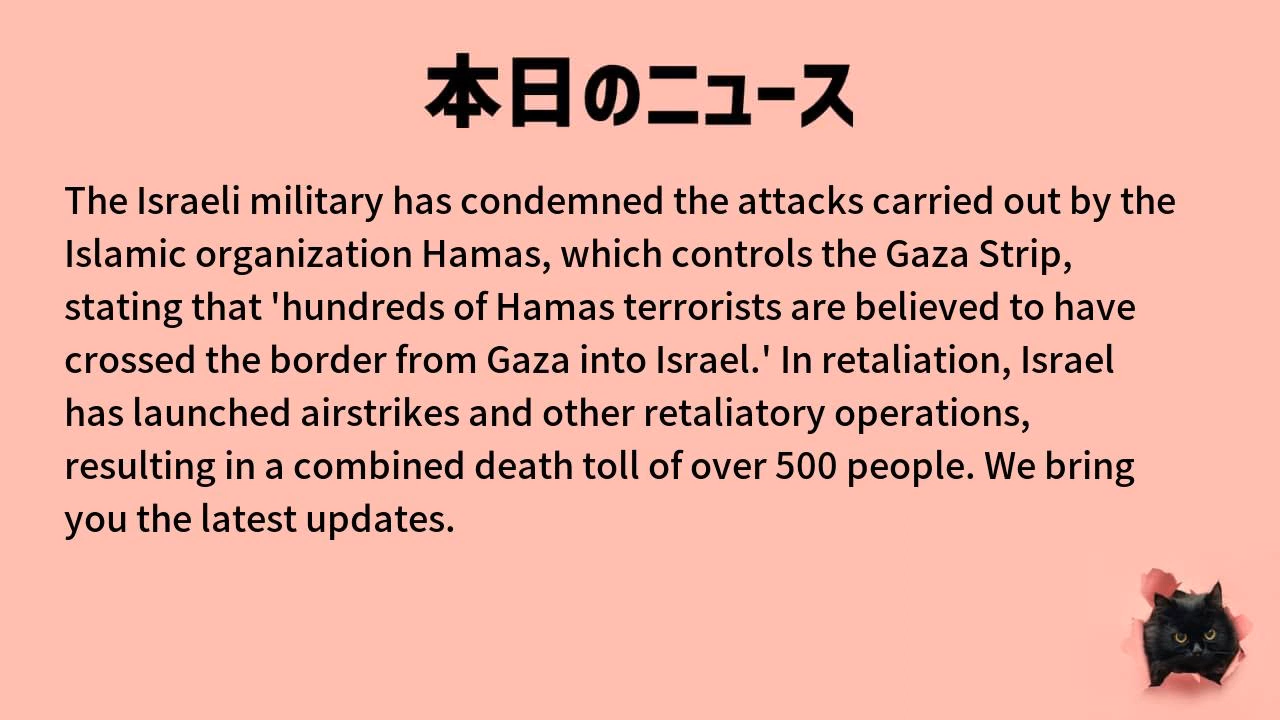 本日のニュース
The Israeli military has condemned the attacks carried out by the
Islamic organization Hamas, which controls the Gaza Strip,
stating that 'hundreds of Hamas terrorists are believed to have
crossed the border from Gaza into Israel.' In retaliation, Israel
has launched airstrikes and other retaliatory operations,
resulting in a combined death toll of over 500 people. We bring
you the latest updates.